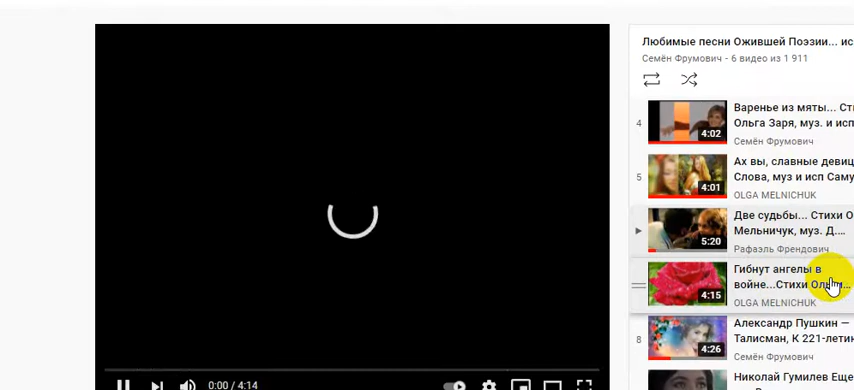 Любимые песни Ожившей Поэзии... ис
Семён Фрумович - 6 видео из 1 911
4
4:02
Варенье из мяты... Сти
Ольга Заря, муз. и исп
Семён Фрумович
5
4:01
Ах вы, славные девиц
Слова, муз и исп Саму
OLGA MELNICHUK
5:20
Две судьбы... Стихи О
Мельничук, муз. Д....
Рафаэль Френдович
4:15
Гибнут ангелы в
войне...Стихи
OLGA MELNICHUK
8
4:26
Александр Пушкин —
Талисман, К 221-лети
Семён Фрумович
Николай Гумилев Еще
0:00 / 4:14